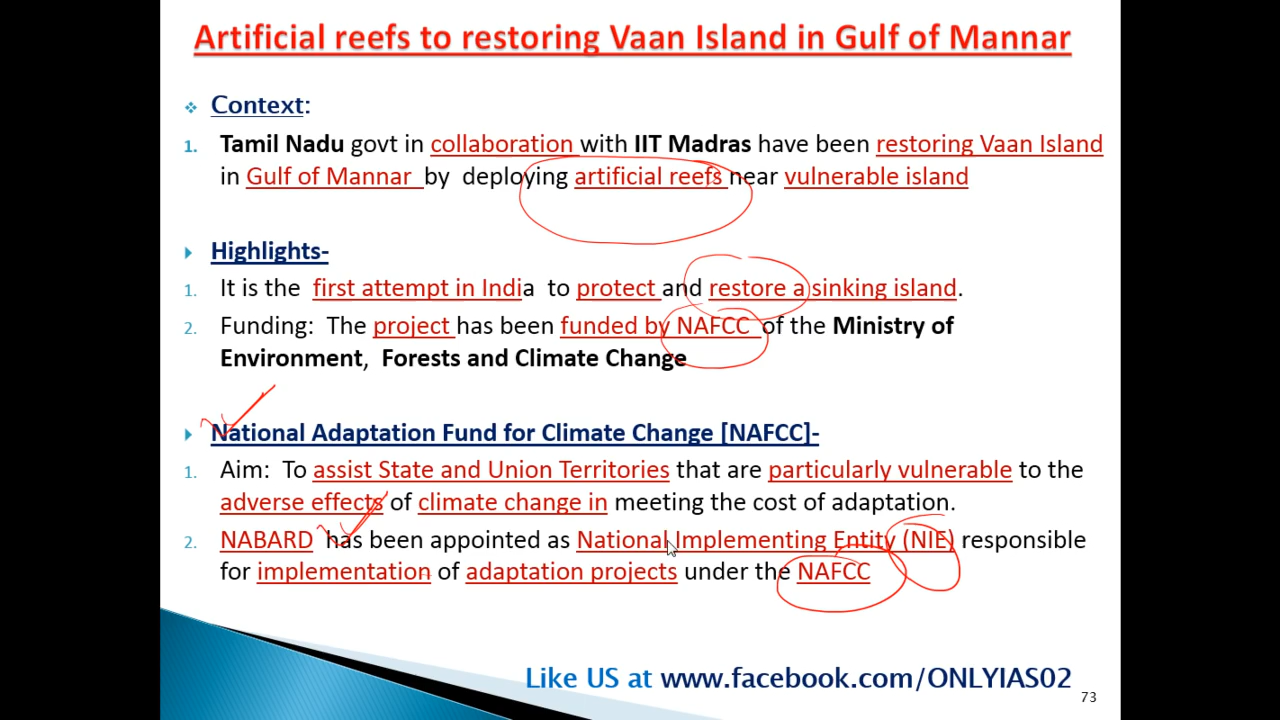 Artificial reefs to restoring Vaan Island in Gulf of Mannar
Context:
1. Tamil Nadu govt in collaboration with IIT Madras have been restoring Vaan Island
in Gulf of Mannar by deploying artificial reefs near vulnerable island
Highlights-
1. It is the first attempt in India to protect and restore a sinking island.
2. Funding: The project has been funded by NAFCC of the Ministry of
Environment, Forests and Climate Change
National Adaptation Fund for Climate Change [NAFCC]-
1. Aim: To assist State and Union Territories that are particularly vulnerable to the
adverse effects of climate change in meeting the cost of adaptation.
2. NABARD has been appointed as National Implementing Entity (NIE) responsible
for implementation of adaptation projects under the NAFCC
Like US at www.facebook.com/ONLYIAS02
73